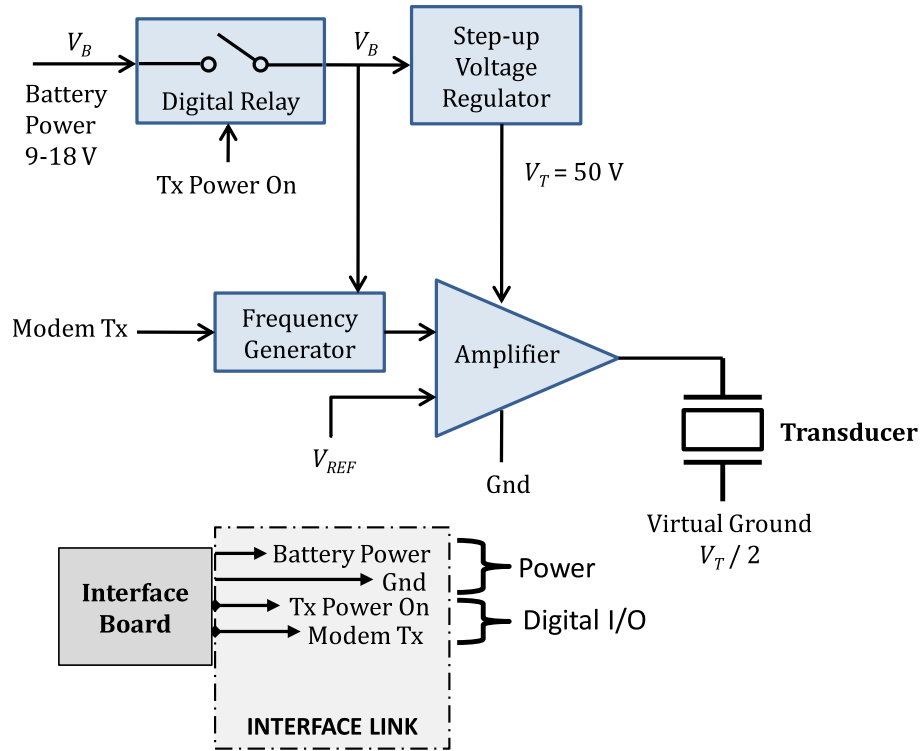 V_B
Battery
Power
9-18 V
Digital Relay
Tx Power On
V_B
Step-up
Voltage
Regulator
V_T = 50 V
Modem Tx
Frequency
Generator
Amplifier
V_REF
Gnd
Transducer
Virtual Ground
V_T / 2
Interface
Board
Battery Power
Gnd
Tx Power On
Modem Tx
Power
Digital I/O
INTERFACE LINK